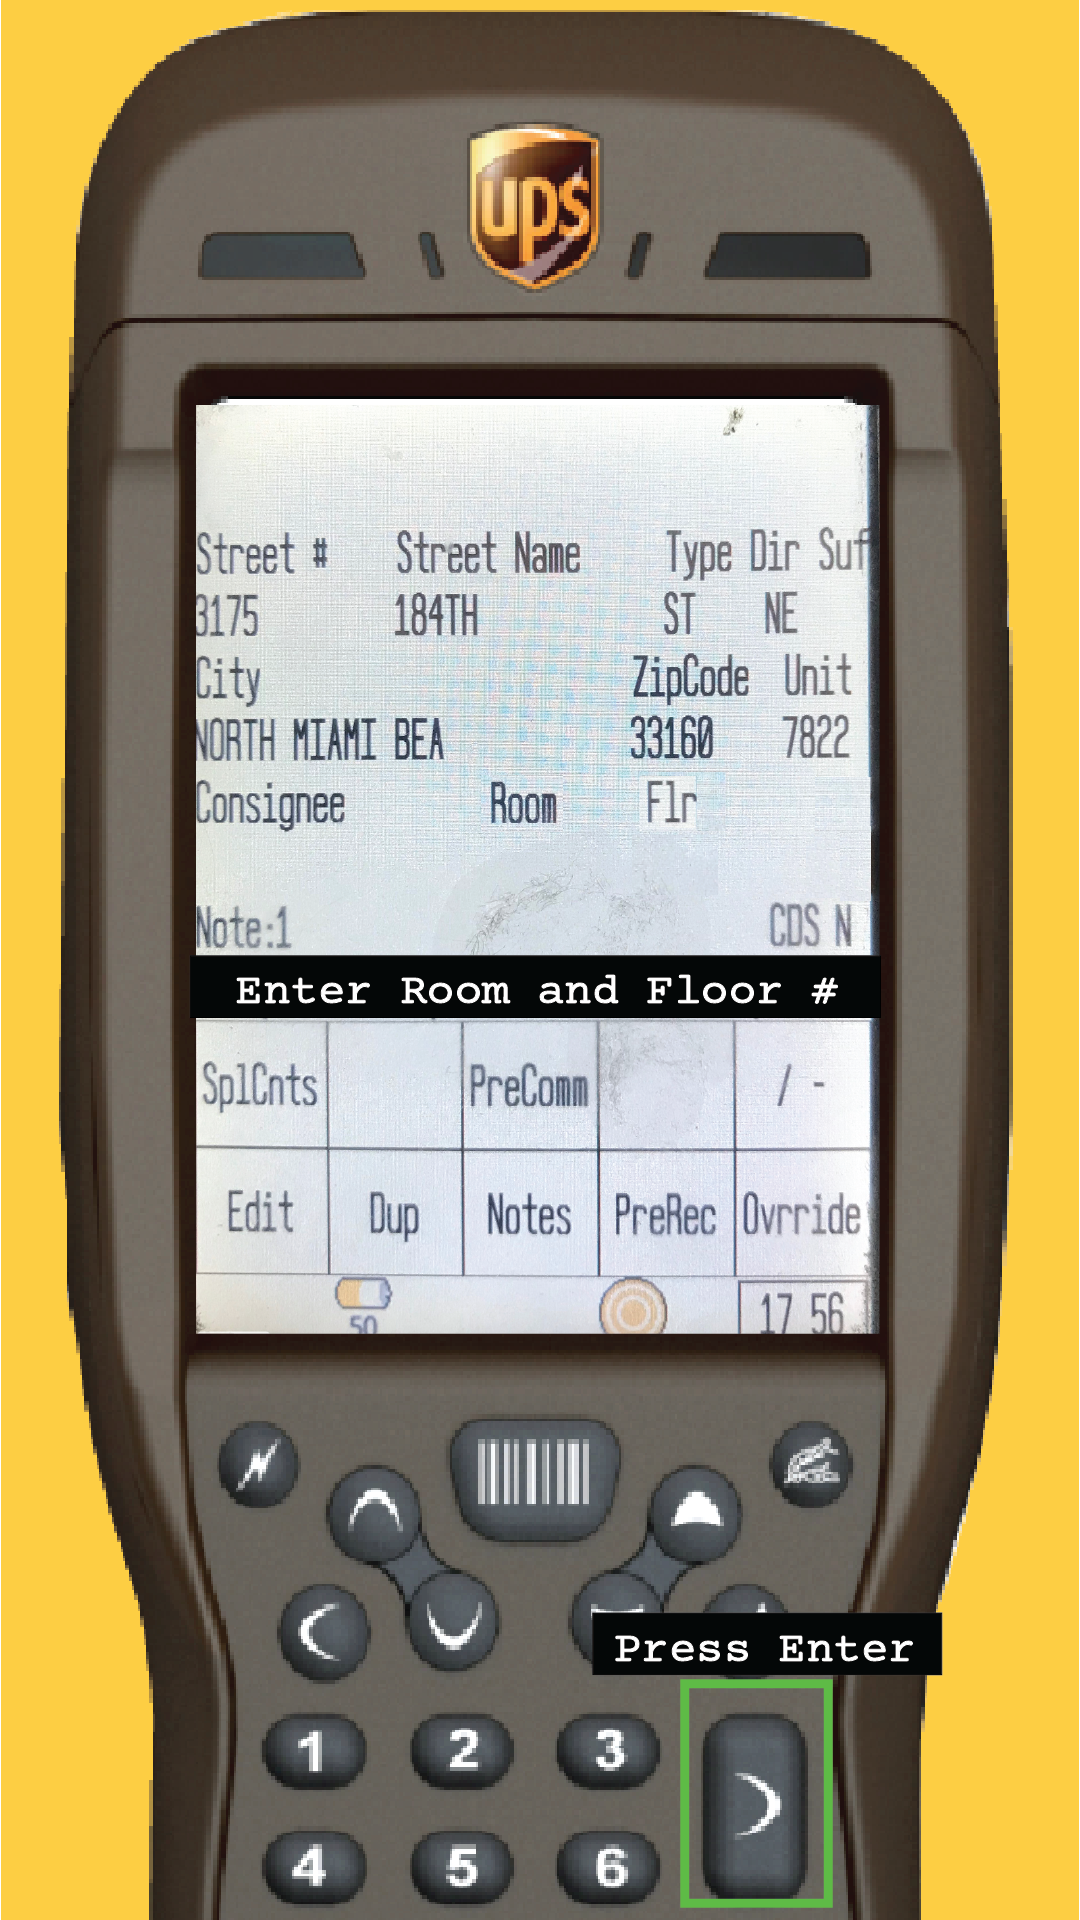 ups
Street # Street Name Type Dir Suf
3175 184TH ST NE
City ZipCode Unit
NORTH MIAMI BEA 33160 7822
Consignee Room Flr
Note:1 CDS N
Enter Room and Floor #
SplCnts PreComm / -
Edit Dup Notes PreRec Ovrride
50 17 56
Press Enter
1 2 3
4 5 6